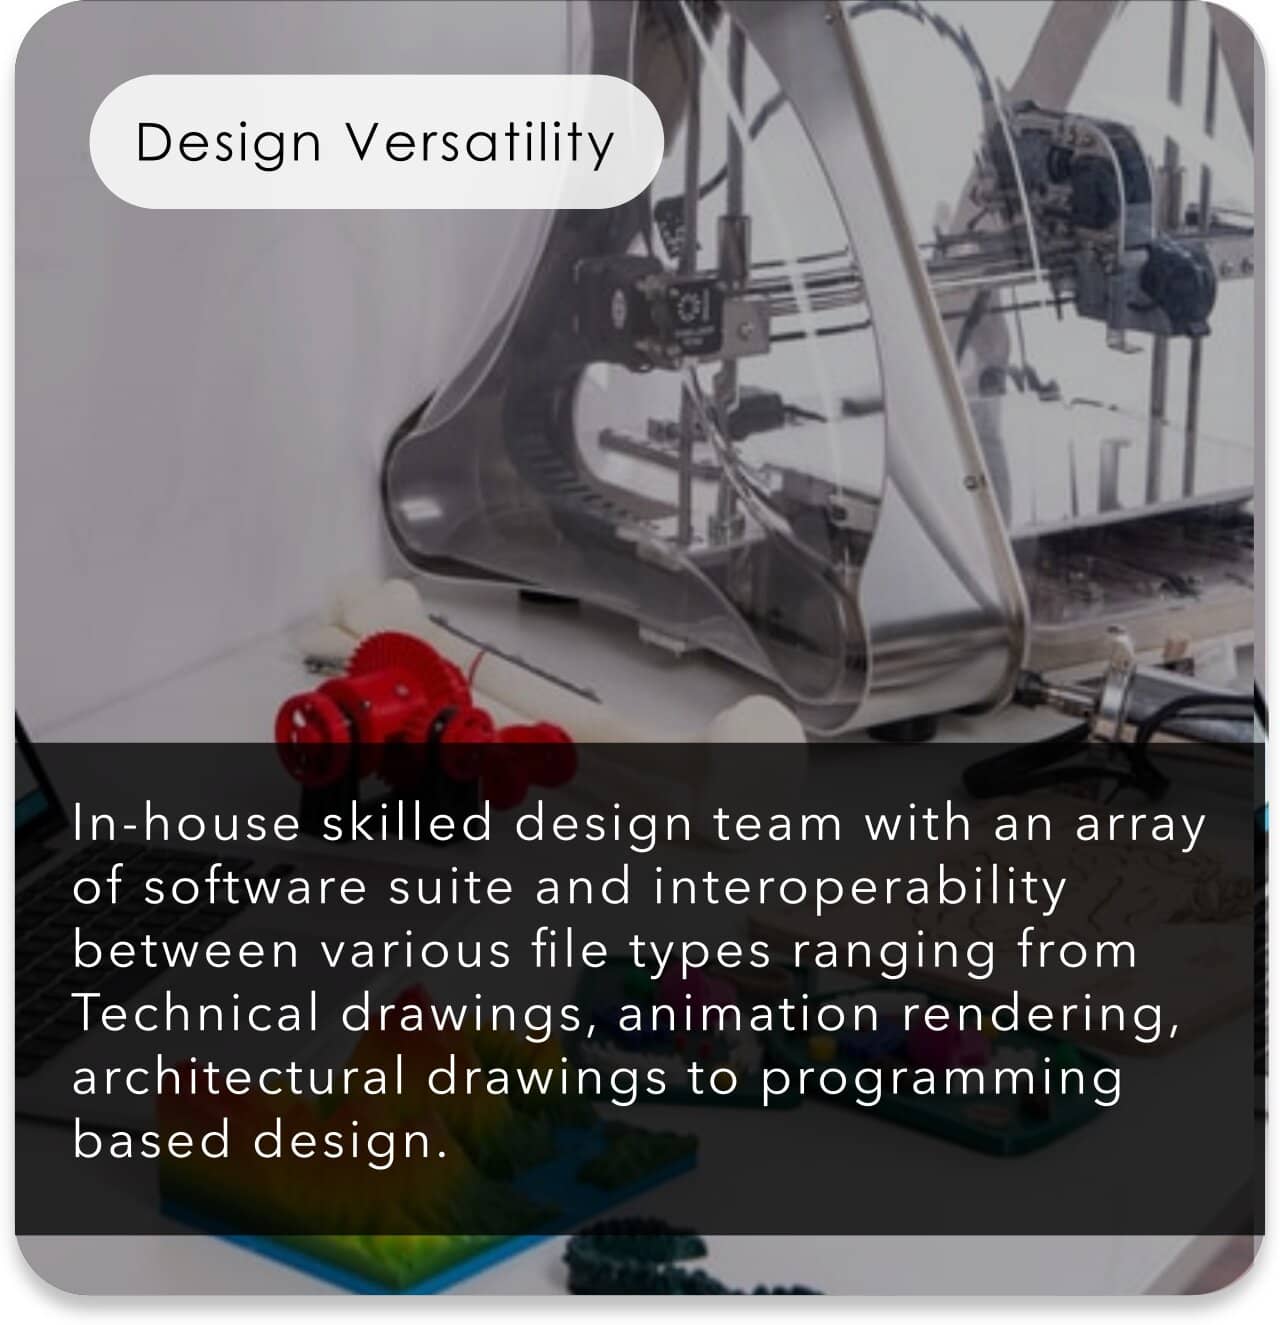 Design Versatility
In-house skilled design team with an array
of software suite and interoperability
between various file types ranging from
Technical drawings, animation rendering,
architectural drawings to programming
based design.